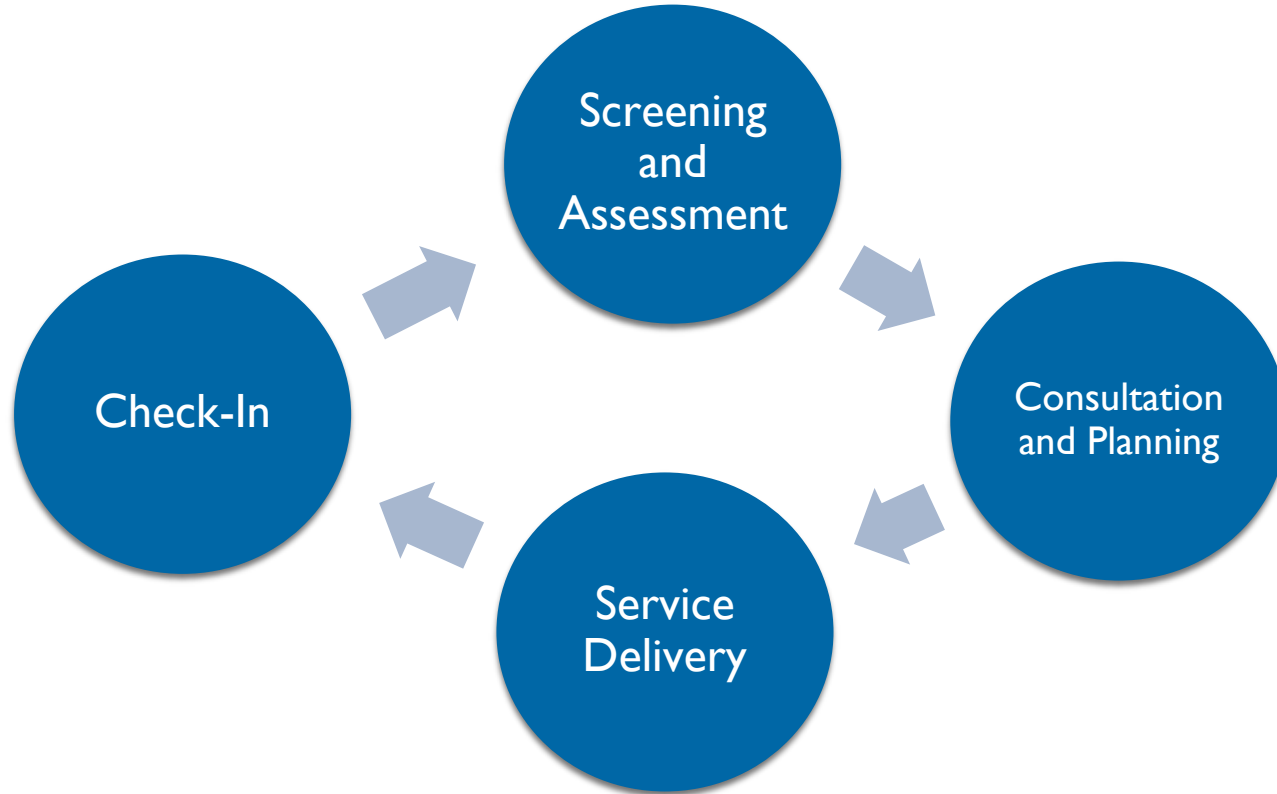 Screening
and
Assessment
Check-In
Consultation
and Planning
Service
Delivery